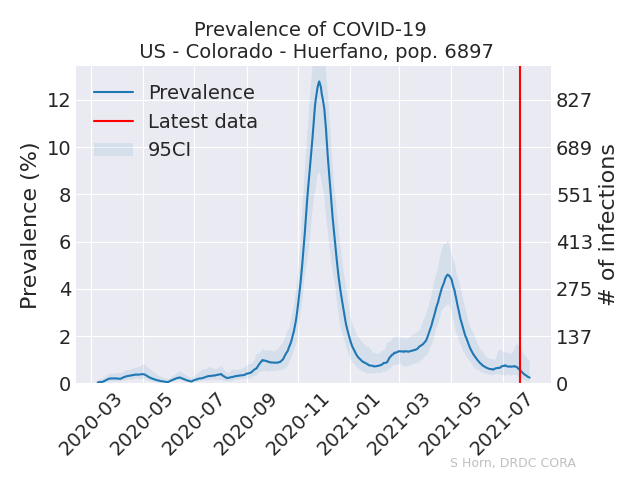 Prevalence of COVID-19
US - Colorado - Huerfano, pop. 6897
Prevalence
Latest data
95CI
Prevalence (%)
12
10
8
6
4
2
0
827
689
551
413
275
137
0
# of infections
2020-03
2020-05
2020-07
2020-09
2020-11
2021-01
2021-03
2021-05
2021-07
S Horn, DRDC CORA